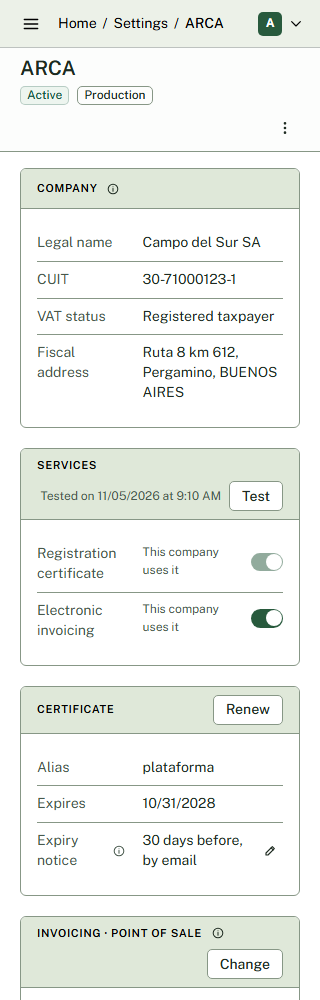 Home / Settings / ARCA
A
ARCA
Active
Production
COMPANY
Legal name
Campo del Sur SA
CUIT
30-71000123-1
VAT status
Registered taxpayer
Fiscal
address
Ruta 8 km 612,
Pergamino, BUENOS
AIRES
SERVICES
Tested on 11/05/2026 at 9:10 AM
Test
Registration
certificate
This company
uses it
Electronic
invoicing
This company
uses it
CERTIFICATE
Renew
Alias
plataforma
Expires
10/31/2028
Expiry
notice
30 days before,
by email
INVOICING · POINT OF SALE
Change